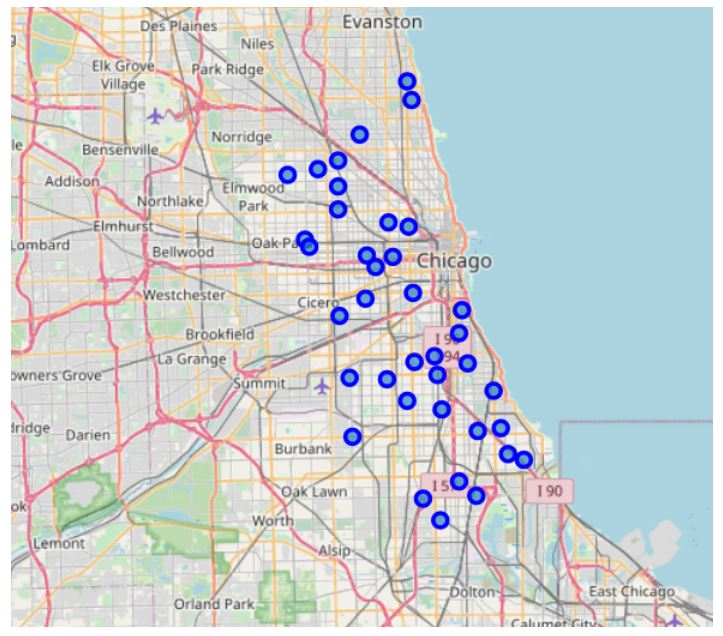 Evanston
Des Plaines
Niles
Elk Grove
Village
Park Ridge
Norridge
Bensenville
Addison
Northlake
Elmwood
Park
Elmhurst
Lombard
Bellwood
Oak Pa
Chicago
Westchester
Cicero
Brookfield
La Grange
I 90
94
owners Grove
Summit
Darien
Burbank
Oak Lawn
I 5
I 90
Worth
Lemont
Alsip
Orland Park
Dolton
East Chicago
Calumet City